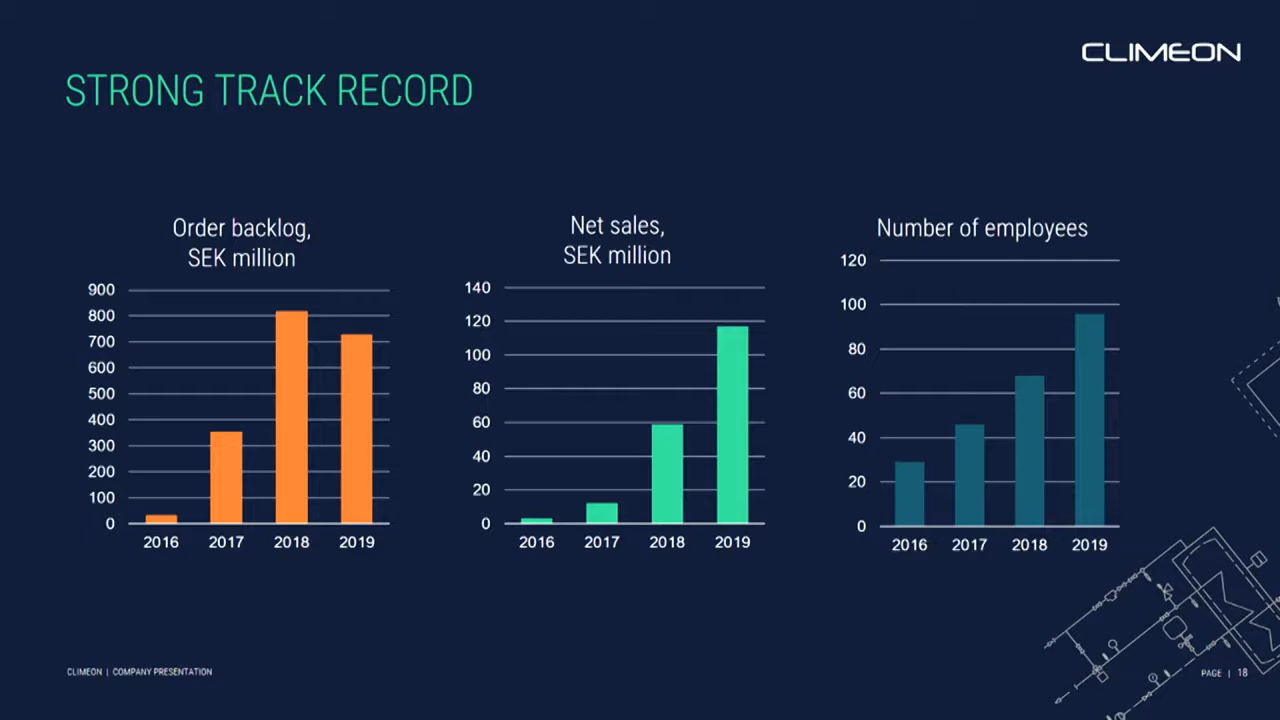 CLIMEON
STRONG TRACK RECORD
Order backlog,
SEK million
900
800
700
600
500
400
300
200
100
0
2016 2017 2018 2019
Net sales,
SEK million
140
120
100
80
60
40
20
0
2016 2017 2018 2019
Number of employees
120
100
80
60
40
20
0
2016 2017 2018 2019
CLIMEON | COMPANY PRESENTATION
PAGE | 18